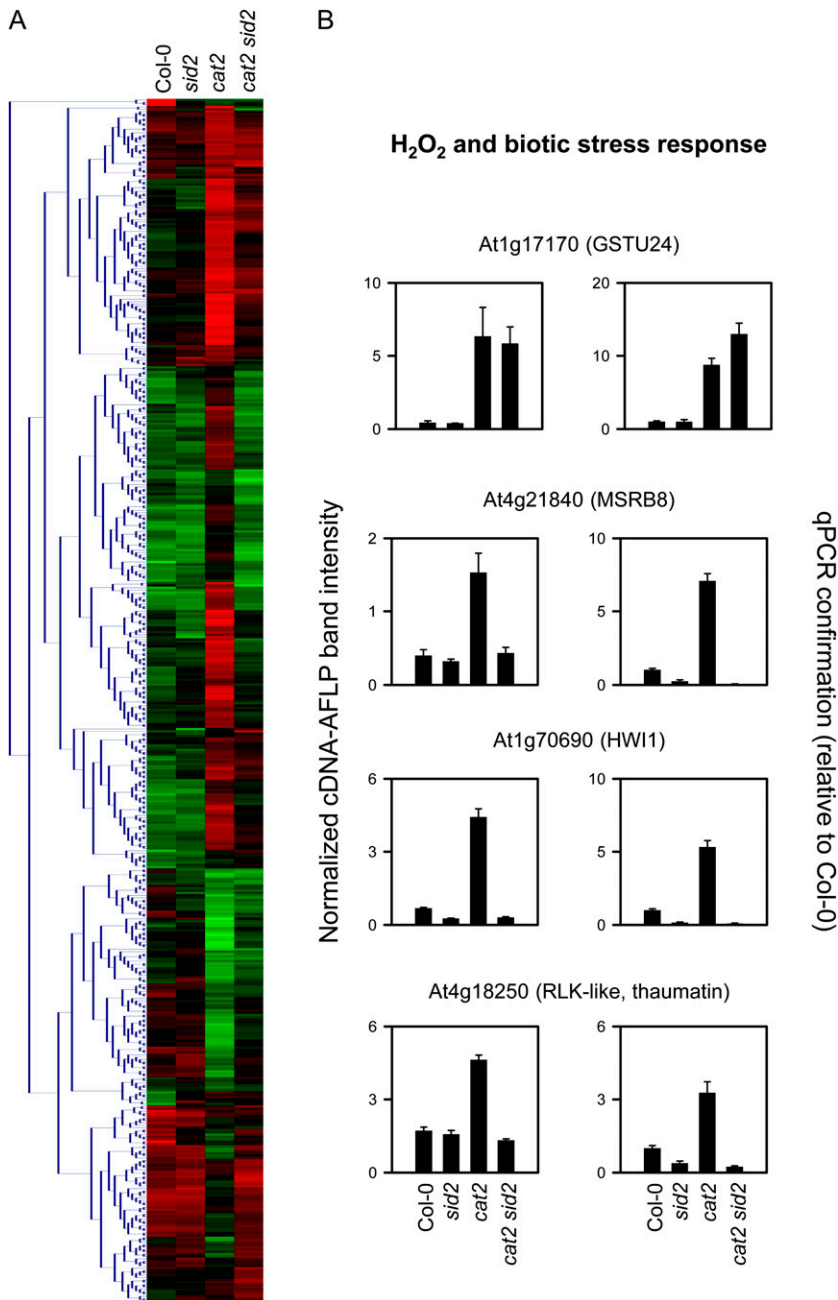 A
B
Col-0
sid2
cat2
cat2 sid2
H₂O₂ and biotic stress response
At1g17170 (GSTU24)
10
5
0
20
10
0
At4g21840 (MSRB8)
2
1
0
10
5
0
At1g70690 (HWI1)
6
3
0
10
5
0
At4g18250 (RLK-like, thaumatin)
6
3
0
6
3
0
Normalized cDNA-AFLP band intensity
qPCR confirmation (relative to Col-0)
Col-0
sid2
cat2
cat2 sid2
Col-0
sid2
cat2
cat2 sid2